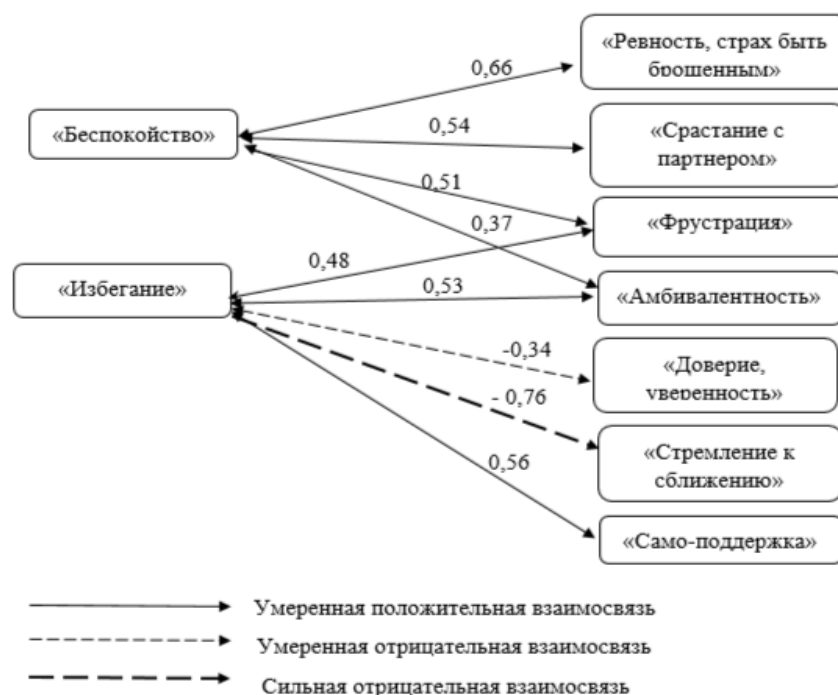 «Ревность, страх быть
брошенным»
0,66
«Беспокойство»
0,54
«Срастание с
партнером»
0,51
0,37
«Фрустрация»
0,48
«Избегание»
0,53
«Амбивалентность»
-0,34
«Доверие,
уверенность»
- 0,76
«Стремление к
сближению»
0,56
«Само-поддержка»
Умеренная положительная взаимосвязь
Умеренная отрицательная взаимосвязь
Сильная отрицательная взаимосвязь